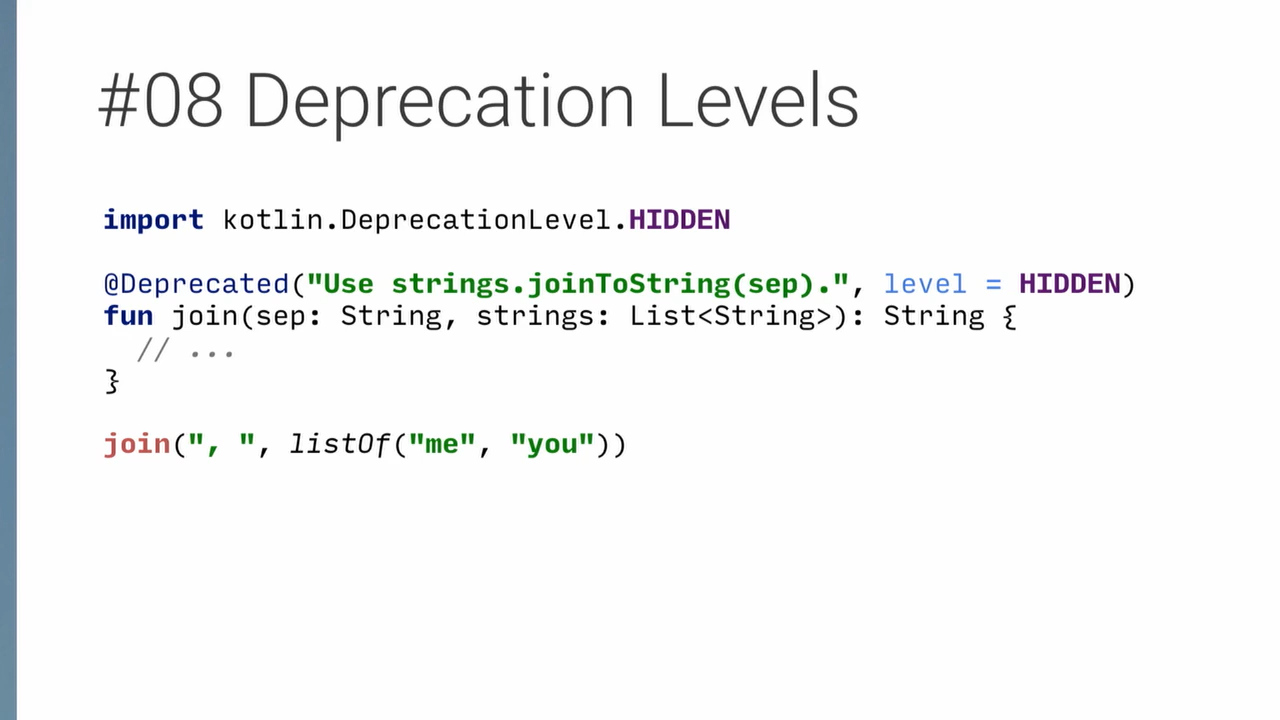 #08 Deprecation Levels
import kotlin.DeprecationLevel.HIDDEN
@Deprecated("Use strings.joinToString(sep).", level = HIDDEN)
fun join(sep: String, strings: List<String>): String {
  // ...
}
join(", ", listOf("me", "you"))